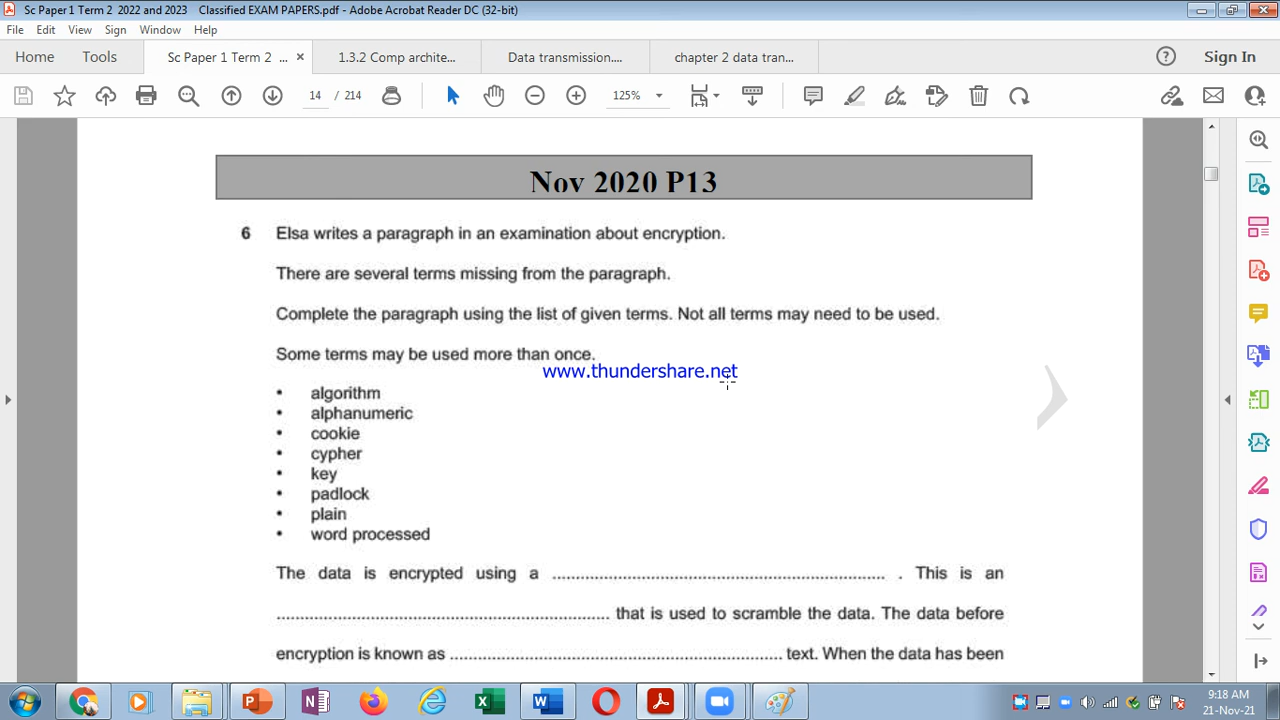 Sc Paper 1 Term 2 2022 and 2023 Classified EXAM PAPERS.pdf - Adobe Acrobat Reader DC (32-bit)
File Edit View Sign Window Help
Home Tools Sc Paper 1 Term 2 ... × 1.3.2 Comp archite... Data transmission.... chapter 2 data tran... Sign In
14 / 214 125%
Nov 2020 P13
6 Elsa writes a paragraph in an examination about encryption.
There are several terms missing from the paragraph.
Complete the paragraph using the list of given terms. Not all terms may need to be used.
Some terms may be used more than once.
www.thundershare.net
• algorithm
• alphanumeric
• cookie
• cypher
• key
• padlock
• plain
• word processed
The data is encrypted using a ........................................................................ . This is an
........................................................................ that is used to scramble the data. The data before
encryption is known as ........................................................................ text. When the data has been
9:18 AM
21-Nov-21